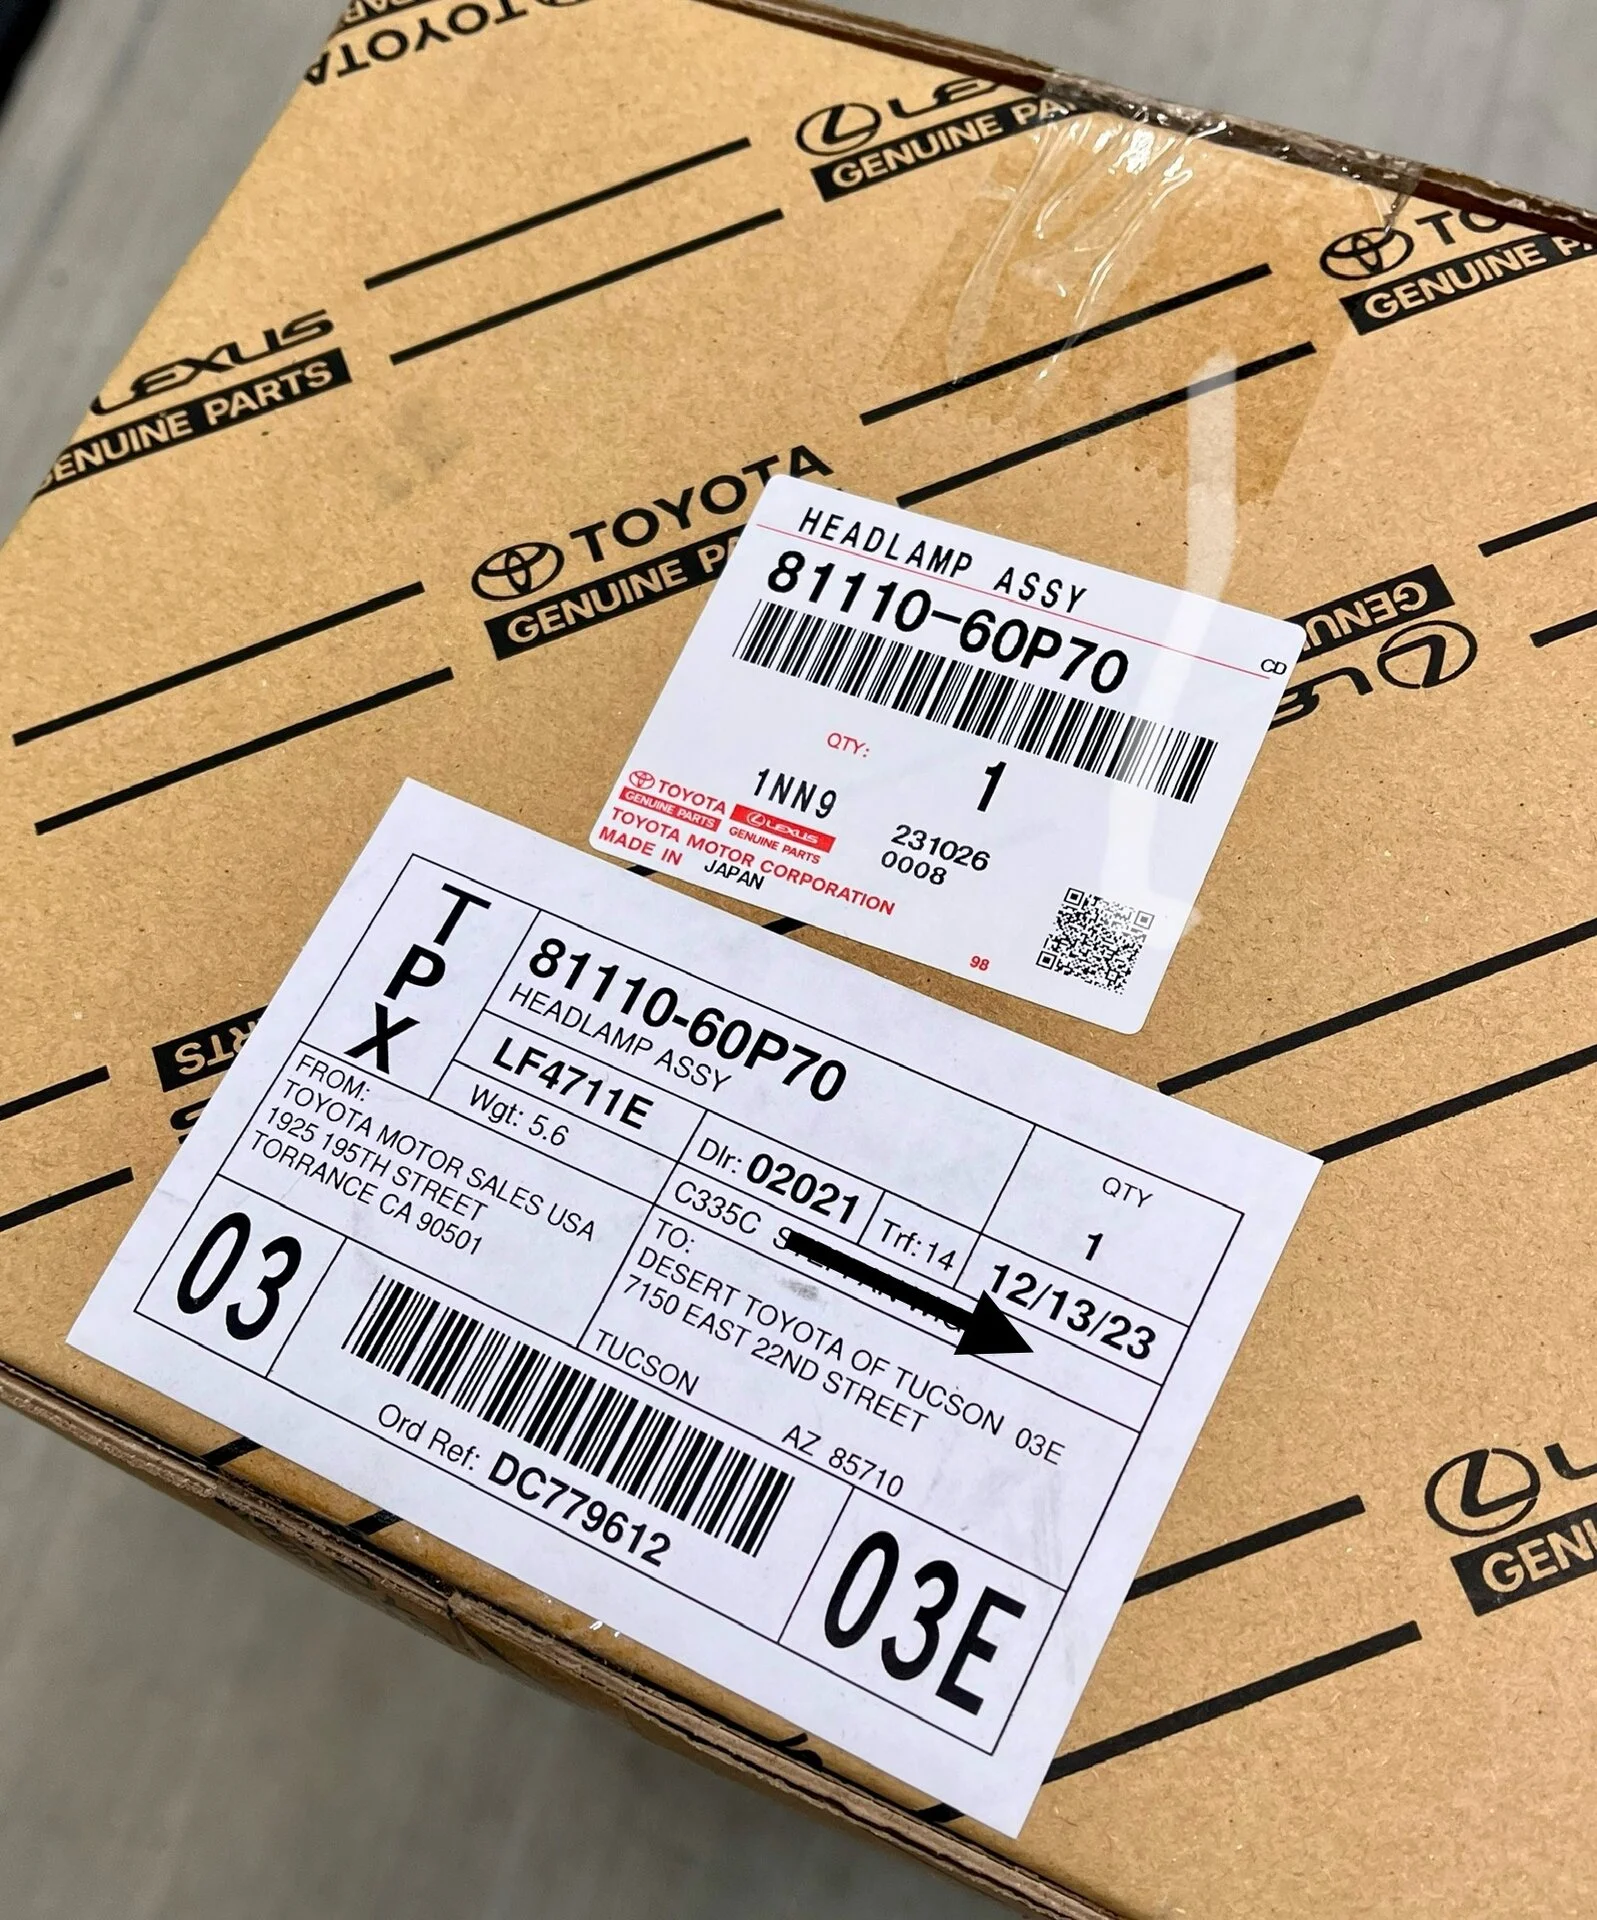 TOYOTA
TOYOTA
GENUINE
LEXUS
GENUINE PARTS
TOYOTA
GENUINE
GENUINE
HEADLAMP ASSY
81110-60P70
CD
QTY:
1
1NN9
231026
0008
TOYOTA
GENUINE PARTS
LEXUS
GENUINE PARTS
TOYOTA MOTOR CORPORATION
MADE IN JAPAN
98
GENUINE
TPX
81110-60P70
HEADLAMP ASSY
QTY
1
LF4711E
Wgt: 5.6
Dlr: 02021
Trf: 14
12/13/23
C335C
FROM:
TOYOTA MOTOR SALES USA
1925 195TH STREET
TORRANCE CA 90501
TO:
DESERT TOYOTA OF TUCSON 03E
7150 EAST 22ND STREET
TUCSON AZ 85710
03
Ord Ref: DC779612
03E